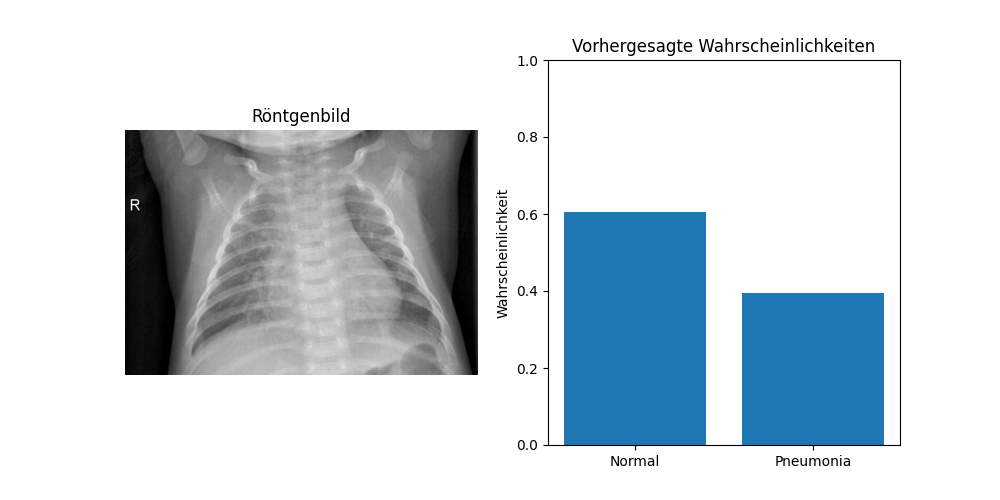 Röntgenbild
R
Vorhergesagte Wahrscheinlichkeiten
Wahrscheinlichkeit
1.0
0.8
0.6
0.4
0.2
0.0
Normal
Pneumonia